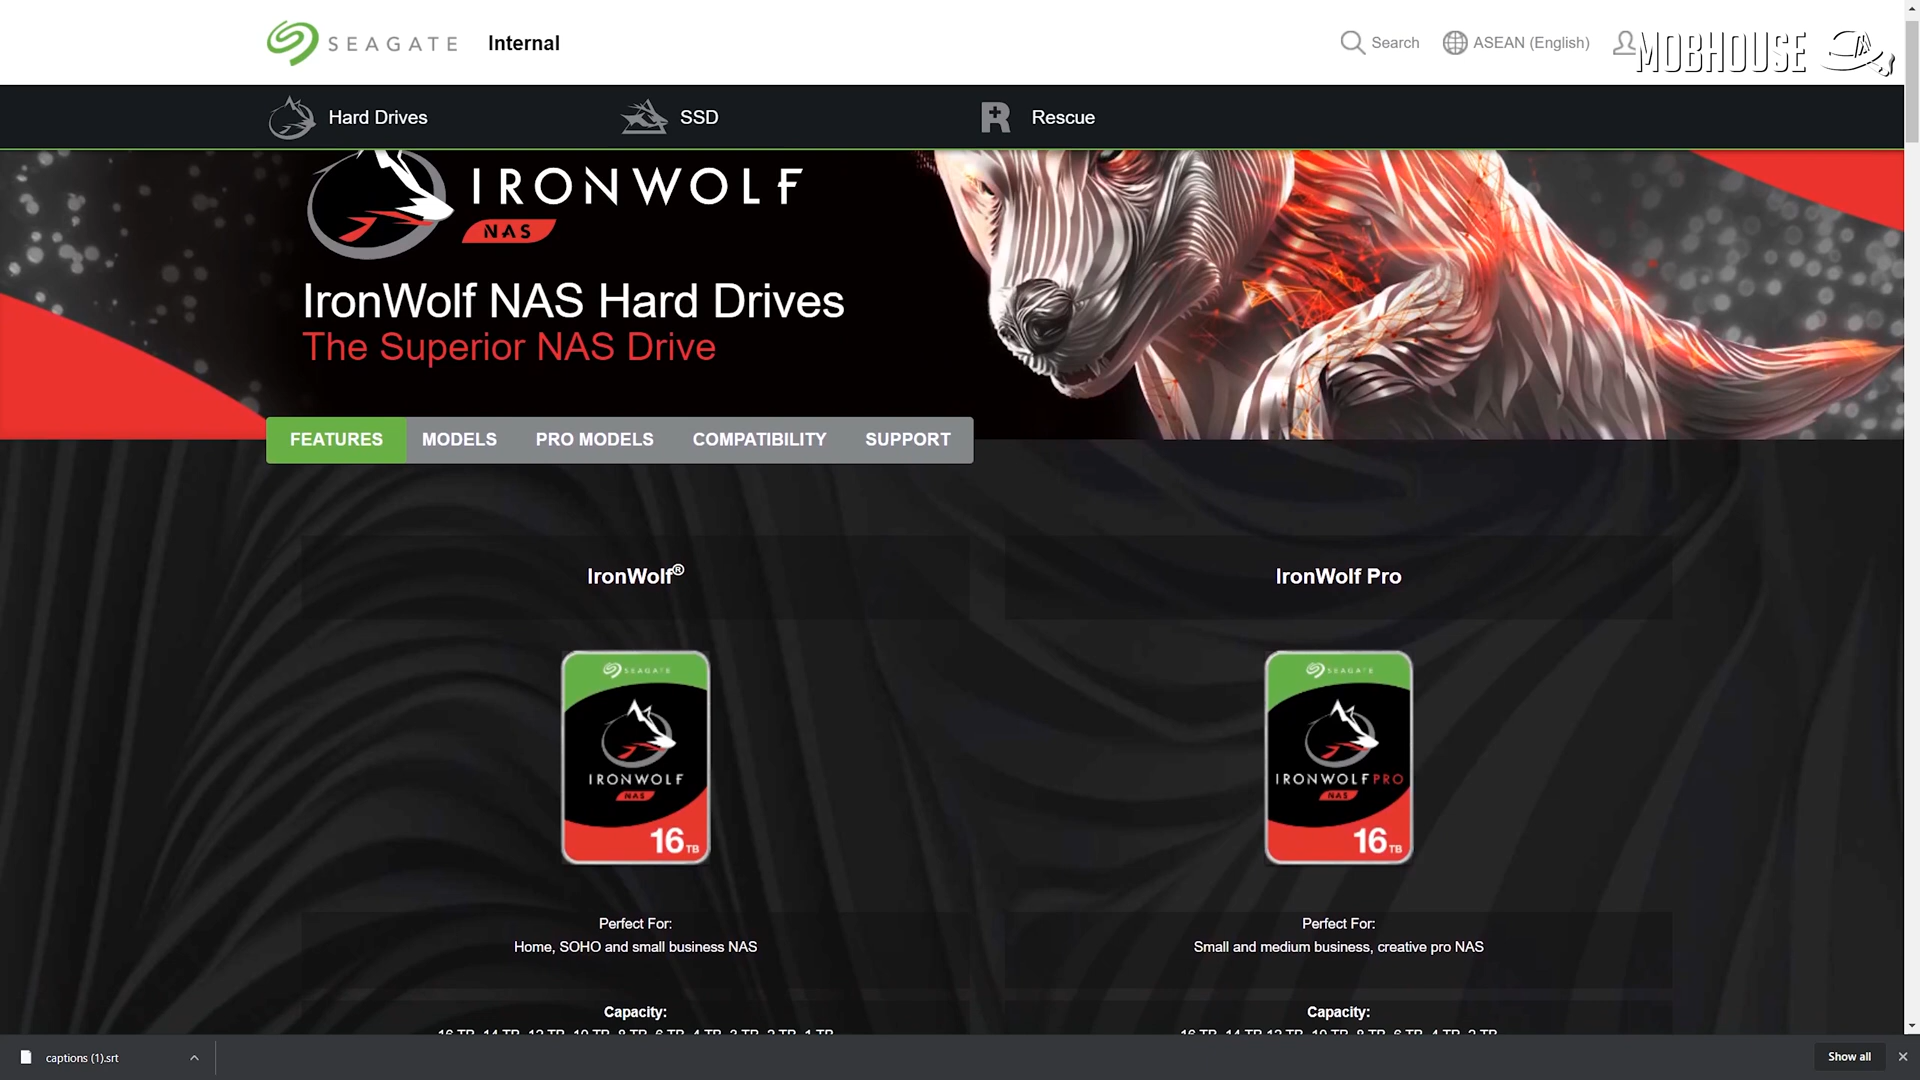 SEAGATE Internal Search ASEAN (English) MOBHOUSE
Hard Drives SSD Rescue
IRONWOLF
NAS
IronWolf NAS Hard Drives
The Superior NAS Drive
FEATURES MODELS PRO MODELS COMPATIBILITY SUPPORT
IronWolf® IronWolf Pro
SEAGATE SEAGATE
IRONWOLF IRONWOLF PRO
NAS NAS
16TB 16TB
Perfect For: Perfect For:
Home, SOHO and small business NAS Small and medium business, creative pro NAS
Capacity: Capacity:
captions (1).srt Show all